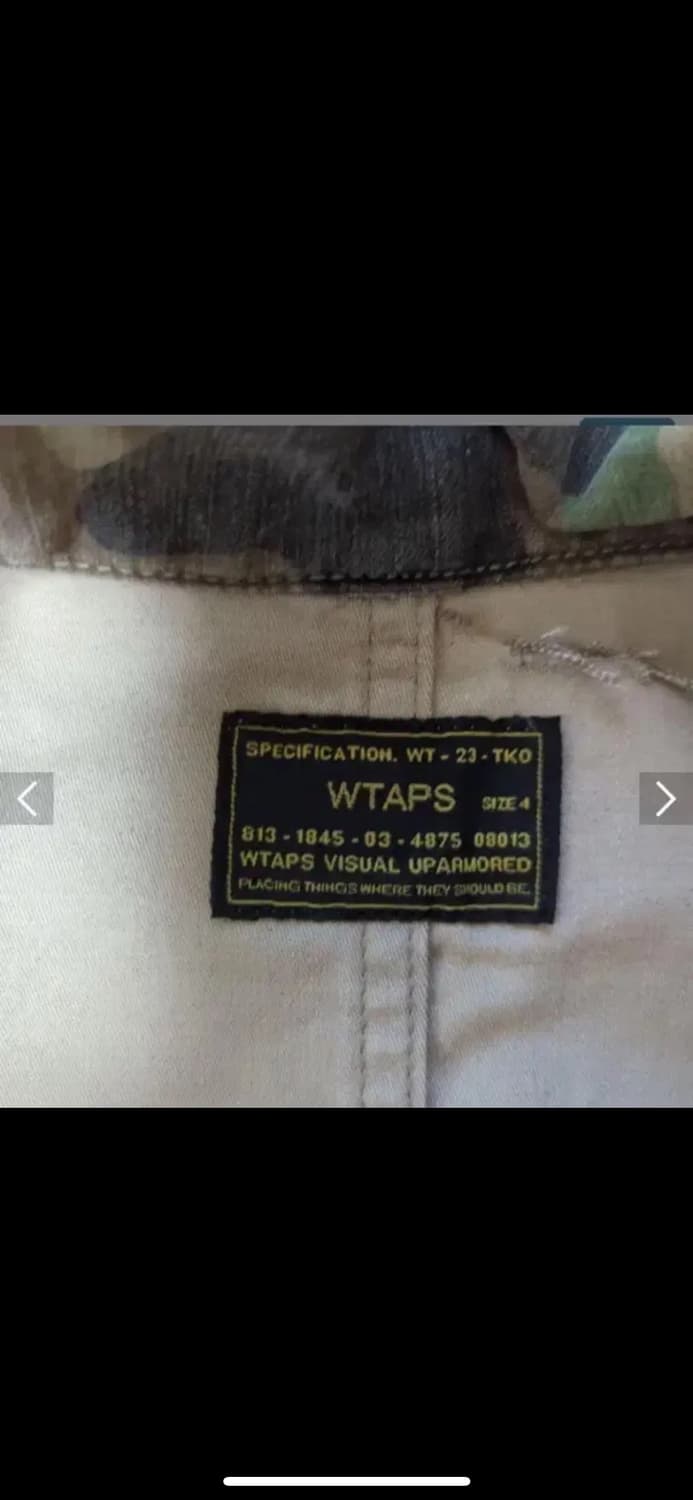 SPECIFICATION. WT - 23 - TKO
WTAPS SIZE 4
813 - 1845 - 03 - 4875 08013
WTAPS VISUAL UPARMORED
PLACING THINGS WHERE THEY SHOULD BE.